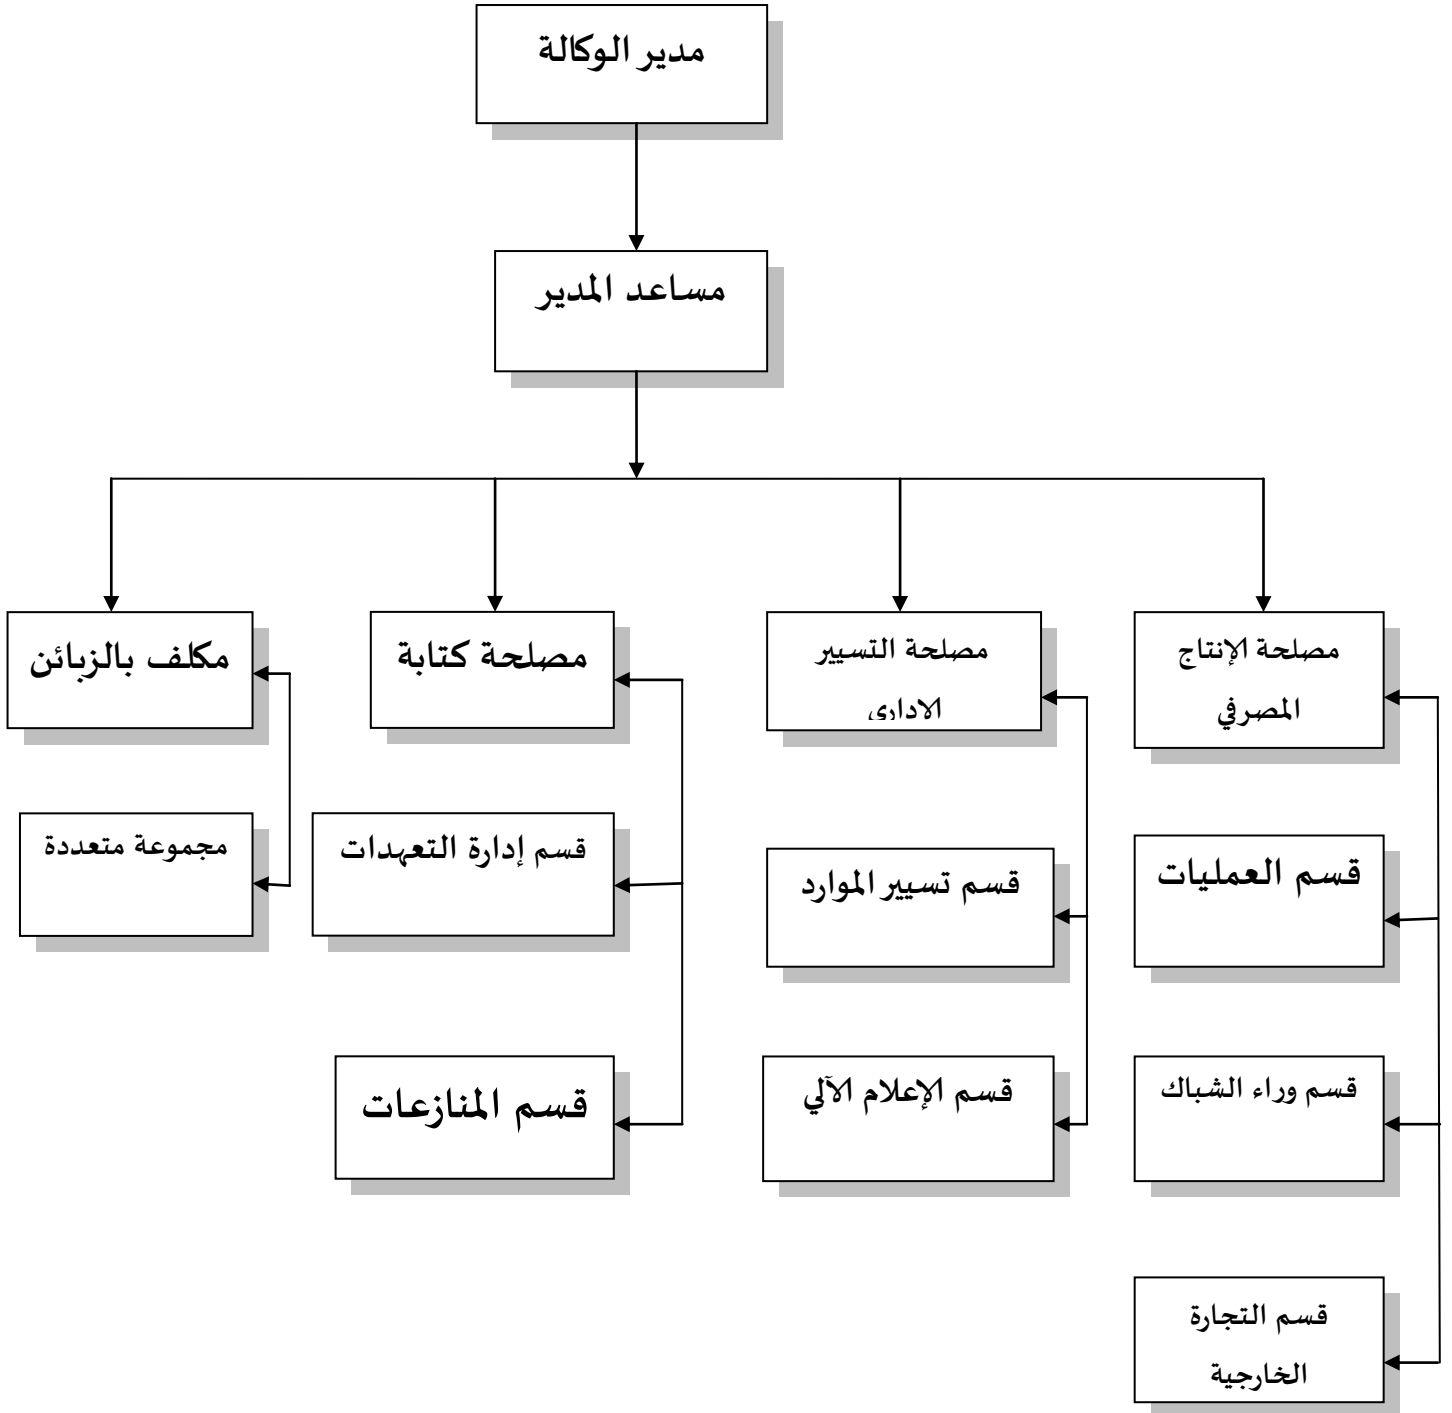 مدير الوكالة
مساعد المدير
مصلحة الإنتاج
المصرفي
مصلحة التسيير
الاداري
مصلحة كتابة
مكلف بالزبائن
قسم العمليات
قسم تسيير الموارد
قسم إدارة التعهدات
مجموعة متعددة
قسم وراء الشباك
قسم الإعلام الآلي
قسم المنازعات
قسم التجارة
الخارجية